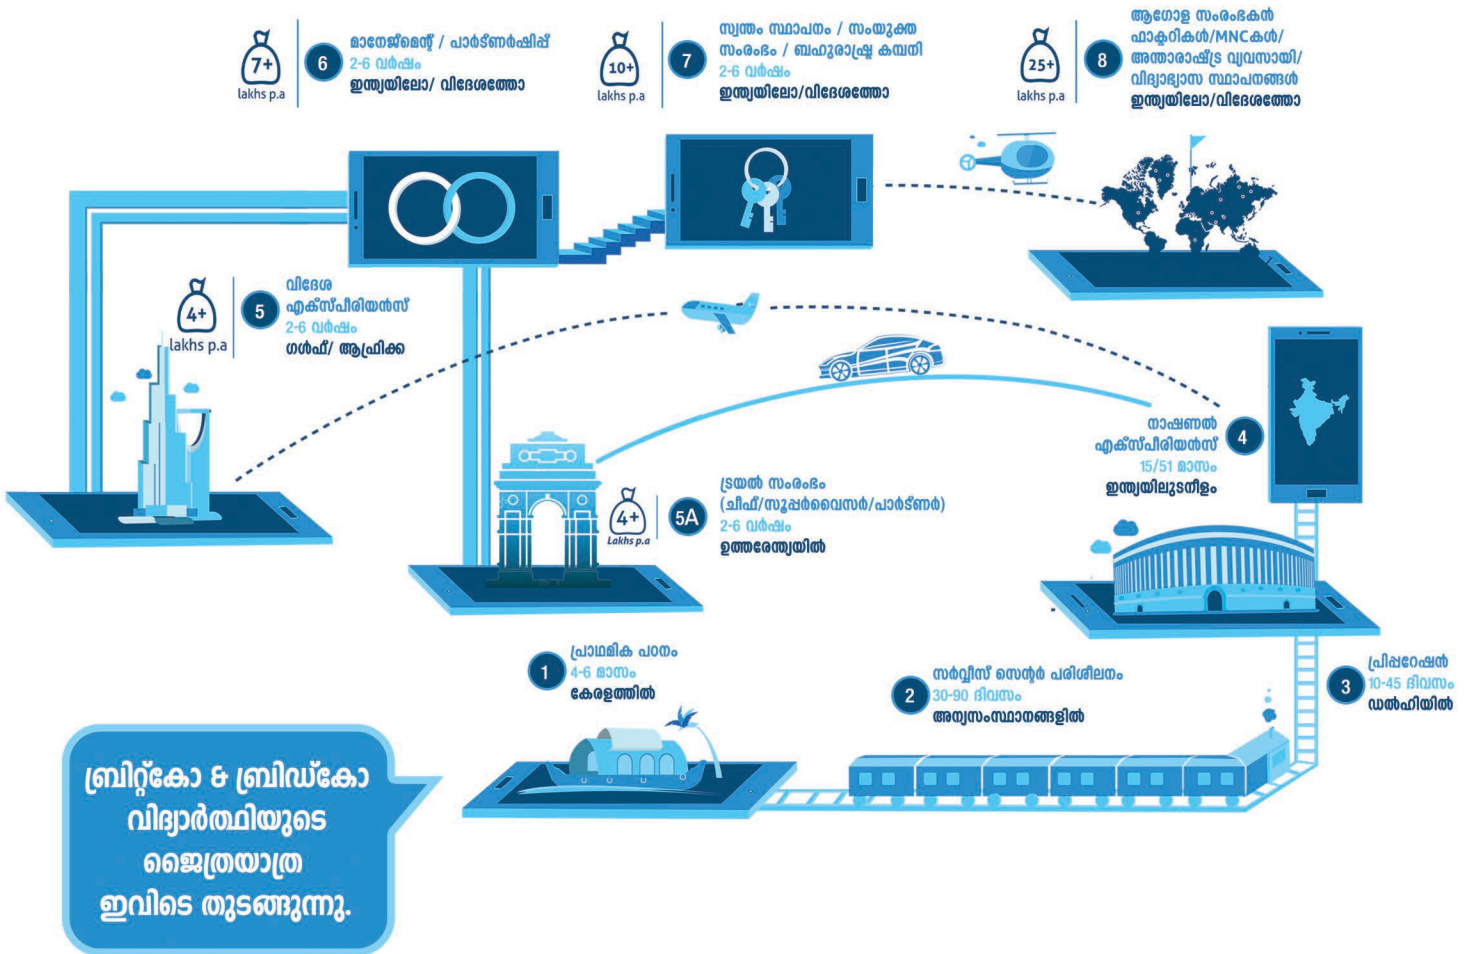 7+
lakhs p.a
6
മാനേജ്മെന്റ് / പാർട്ണർഷിപ്പ്
2-6 വർഷം
ഇന്ത്യയിലോ/ വിദേശത്തോ
10+
lakhs p.a
7
സ്വന്തം സ്ഥാപനം / സംയുക്ത
സംരംഭം / ബഹുരാഷ്ട്ര കമ്പനി
2-6 വർഷം
ഇന്ത്യയിലോ/വിദേശത്തോ
25+
lakhs p.a
8
ആഗോള സംരംഭകൻ
ഫാക്ടറികൾ/MNCകൾ/
അന്താരാഷ്ട്ര വ്യവസായി/
വിദ്യാഭ്യാസ സ്ഥാപനങ്ങൾ
ഇന്ത്യയിലോ/വിദേശത്തോ
4+
lakhs p.a
5
വിദേശ
എക്സ്പീരിയൻസ്
2-6 വർഷം
ഗൾഫ്/ ആഫ്രിക്ക
നാഷണൽ
എക്സ്പീരിയൻസ്
15/51 മാസം
ഇന്ത്യയിലുടനീളം
4
4+
Lakhs p.a
5A
ട്രയൽ സംരംഭം
(ചീഫ്/സൂപ്പർവൈസർ/പാർട്ണർ)
2-6 വർഷം
ഉത്തരേന്ത്യയിൽ
1
പ്രാഥമിക പഠനം
4-6 മാസം
കേരളത്തിൽ
2
സർവ്വീസ് സെന്റർ പരിശീലനം
30-90 ദിവസം
അന്യസംസ്ഥാനങ്ങളിൽ
3
പ്രിപ്പറേഷൻ
10-45 ദിവസം
ഡൽഹിയിൽ
ബ്രിറ്റ്കോ & ബ്രിഡ്കോ
വിദ്യാർത്ഥിയുടെ
ജൈത്രയാത്ര
ഇവിടെ തുടങ്ങുന്നു.